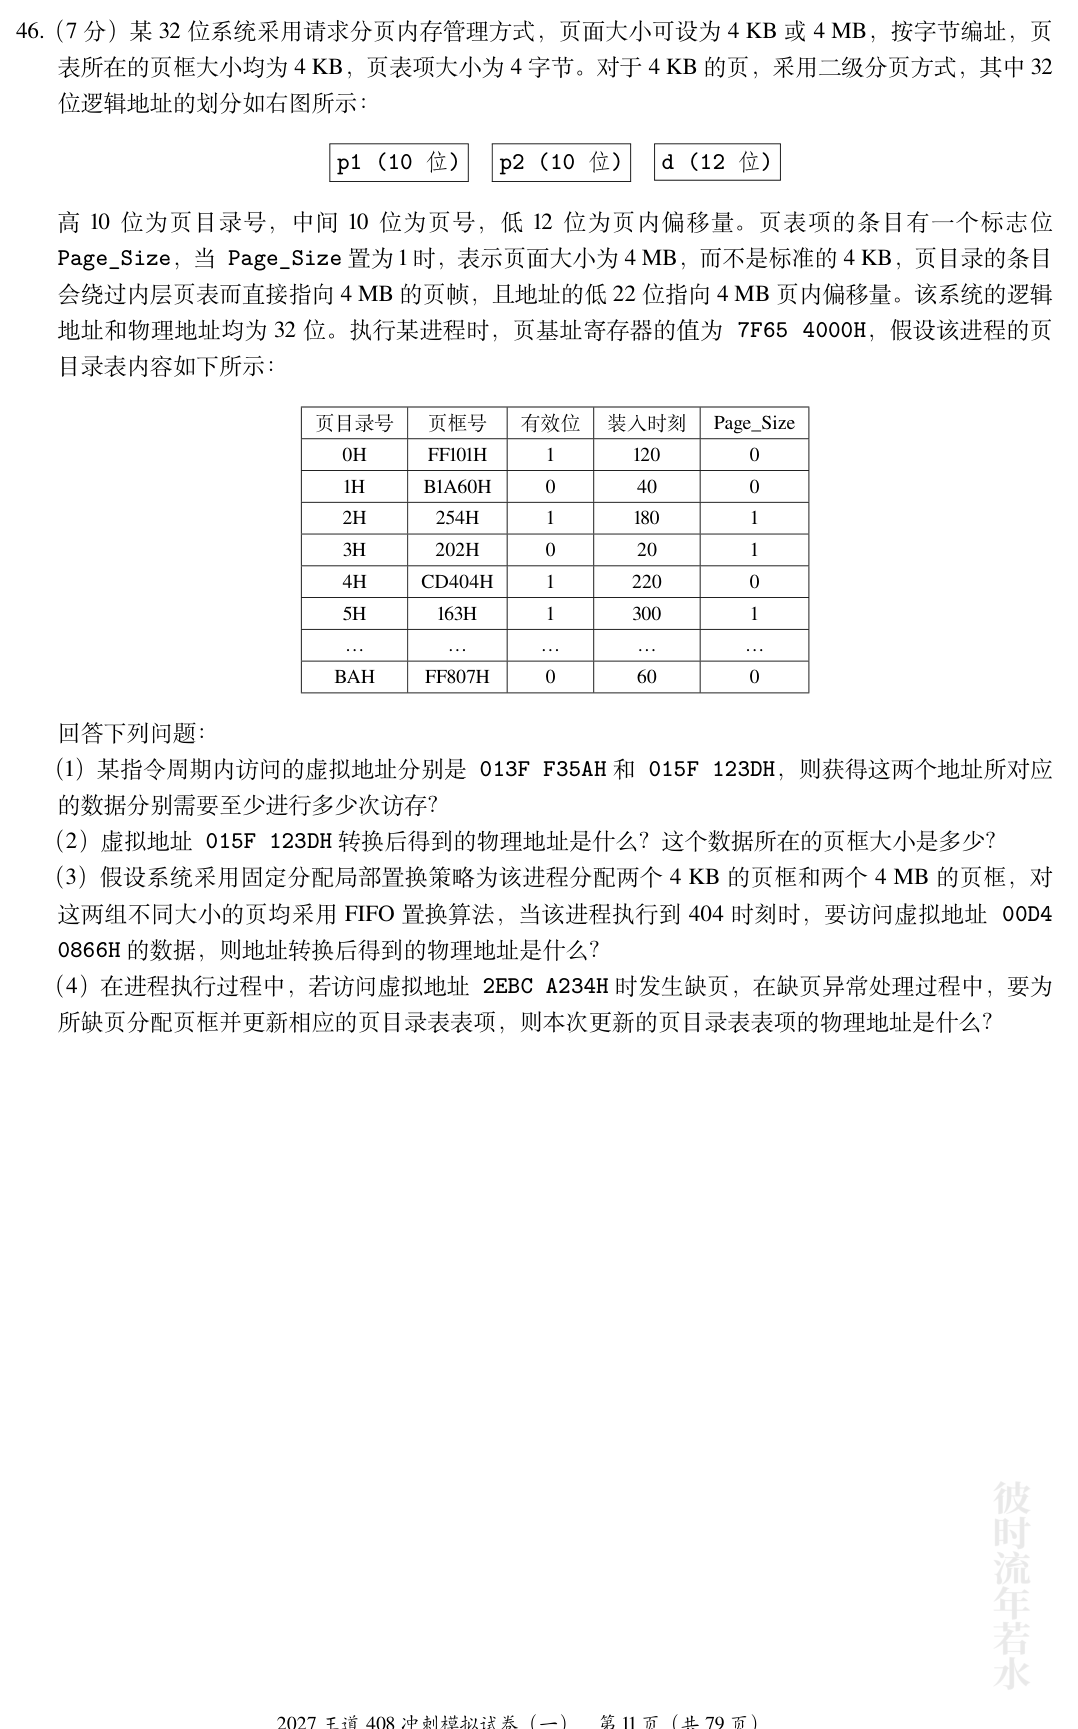 46.（7 分）某 32 位系统采用请求分页内存管理方式，页面大小可设为 4 KB 或 4 MB，按字节编址，页
表所在的页框大小均为 4 KB，页表项大小为 4 字节。对于 4 KB 的页，采用二级分页方式，其中 32
位逻辑地址的划分如右图所示：
p1 (10 位) p2 (10 位) d (12 位)
高 10 位为页目录号，中间 10 位为页号，低 12 位为页内偏移量。页表项的条目有一个标志位
Page_Size，当 Page_Size 置为 1 时，表示页面大小为 4 MB，而不是标准的 4 KB，页目录的条目
会绕过内层页表而直接指向 4 MB 的页帧，且地址的低 22 位指向 4 MB 页内偏移量。该系统的逻辑
地址和物理地址均为 32 位。执行某进程时，页基址寄存器的值为 7F65 4000H，假设该进程的页
目录表内容如下所示：
页目录号 页框号 有效位 装入时刻 Page_Size
0H FF101H 1 120 0
1H B1A60H 0 40 0
2H 254H 1 180 1
3H 202H 0 20 1
4H CD404H 1 220 0
5H 163H 1 300 1
… … … … …
BAH FF807H 0 60 0
回答下列问题：
（1）某指令周期内访问的虚拟地址分别是 013F F35AH 和 015F 123DH，则获得这两个地址所对应
的数据分别需要至少进行多少次访存？
（2）虚拟地址 015F 123DH 转换后得到的物理地址是什么？这个数据所在的页框大小是多少？
（3）假设系统采用固定分配局部置换策略为该进程分配两个 4 KB 的页框和两个 4 MB 的页框，对
这两组不同大小的页均采用 FIFO 置换算法，当该进程执行到 404 时刻时，要访问虚拟地址 00D4
0866H 的数据，则地址转换后得到的物理地址是什么？
（4）在进程执行过程中，若访问虚拟地址 2EBC A234H 时发生缺页，在缺页异常处理过程中，要为
所缺页分配页框并更新相应的页目录表表项，则本次更新的页目录表表项的物理地址是什么？
彼时流年若水
2027 王道 408 冲刺模拟试卷（一） 第 11 页（共 79 页）